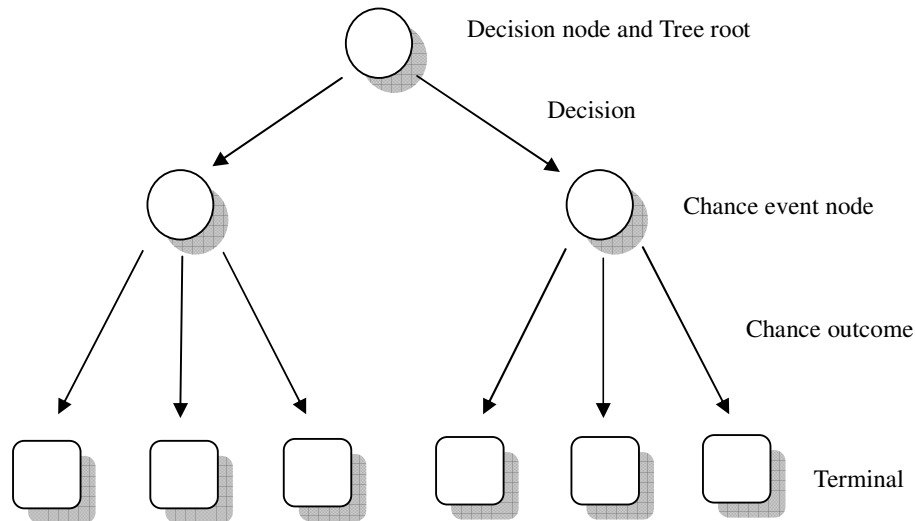 Decision node and Tree root
Decision
Chance event node
Chance outcome
Terminal